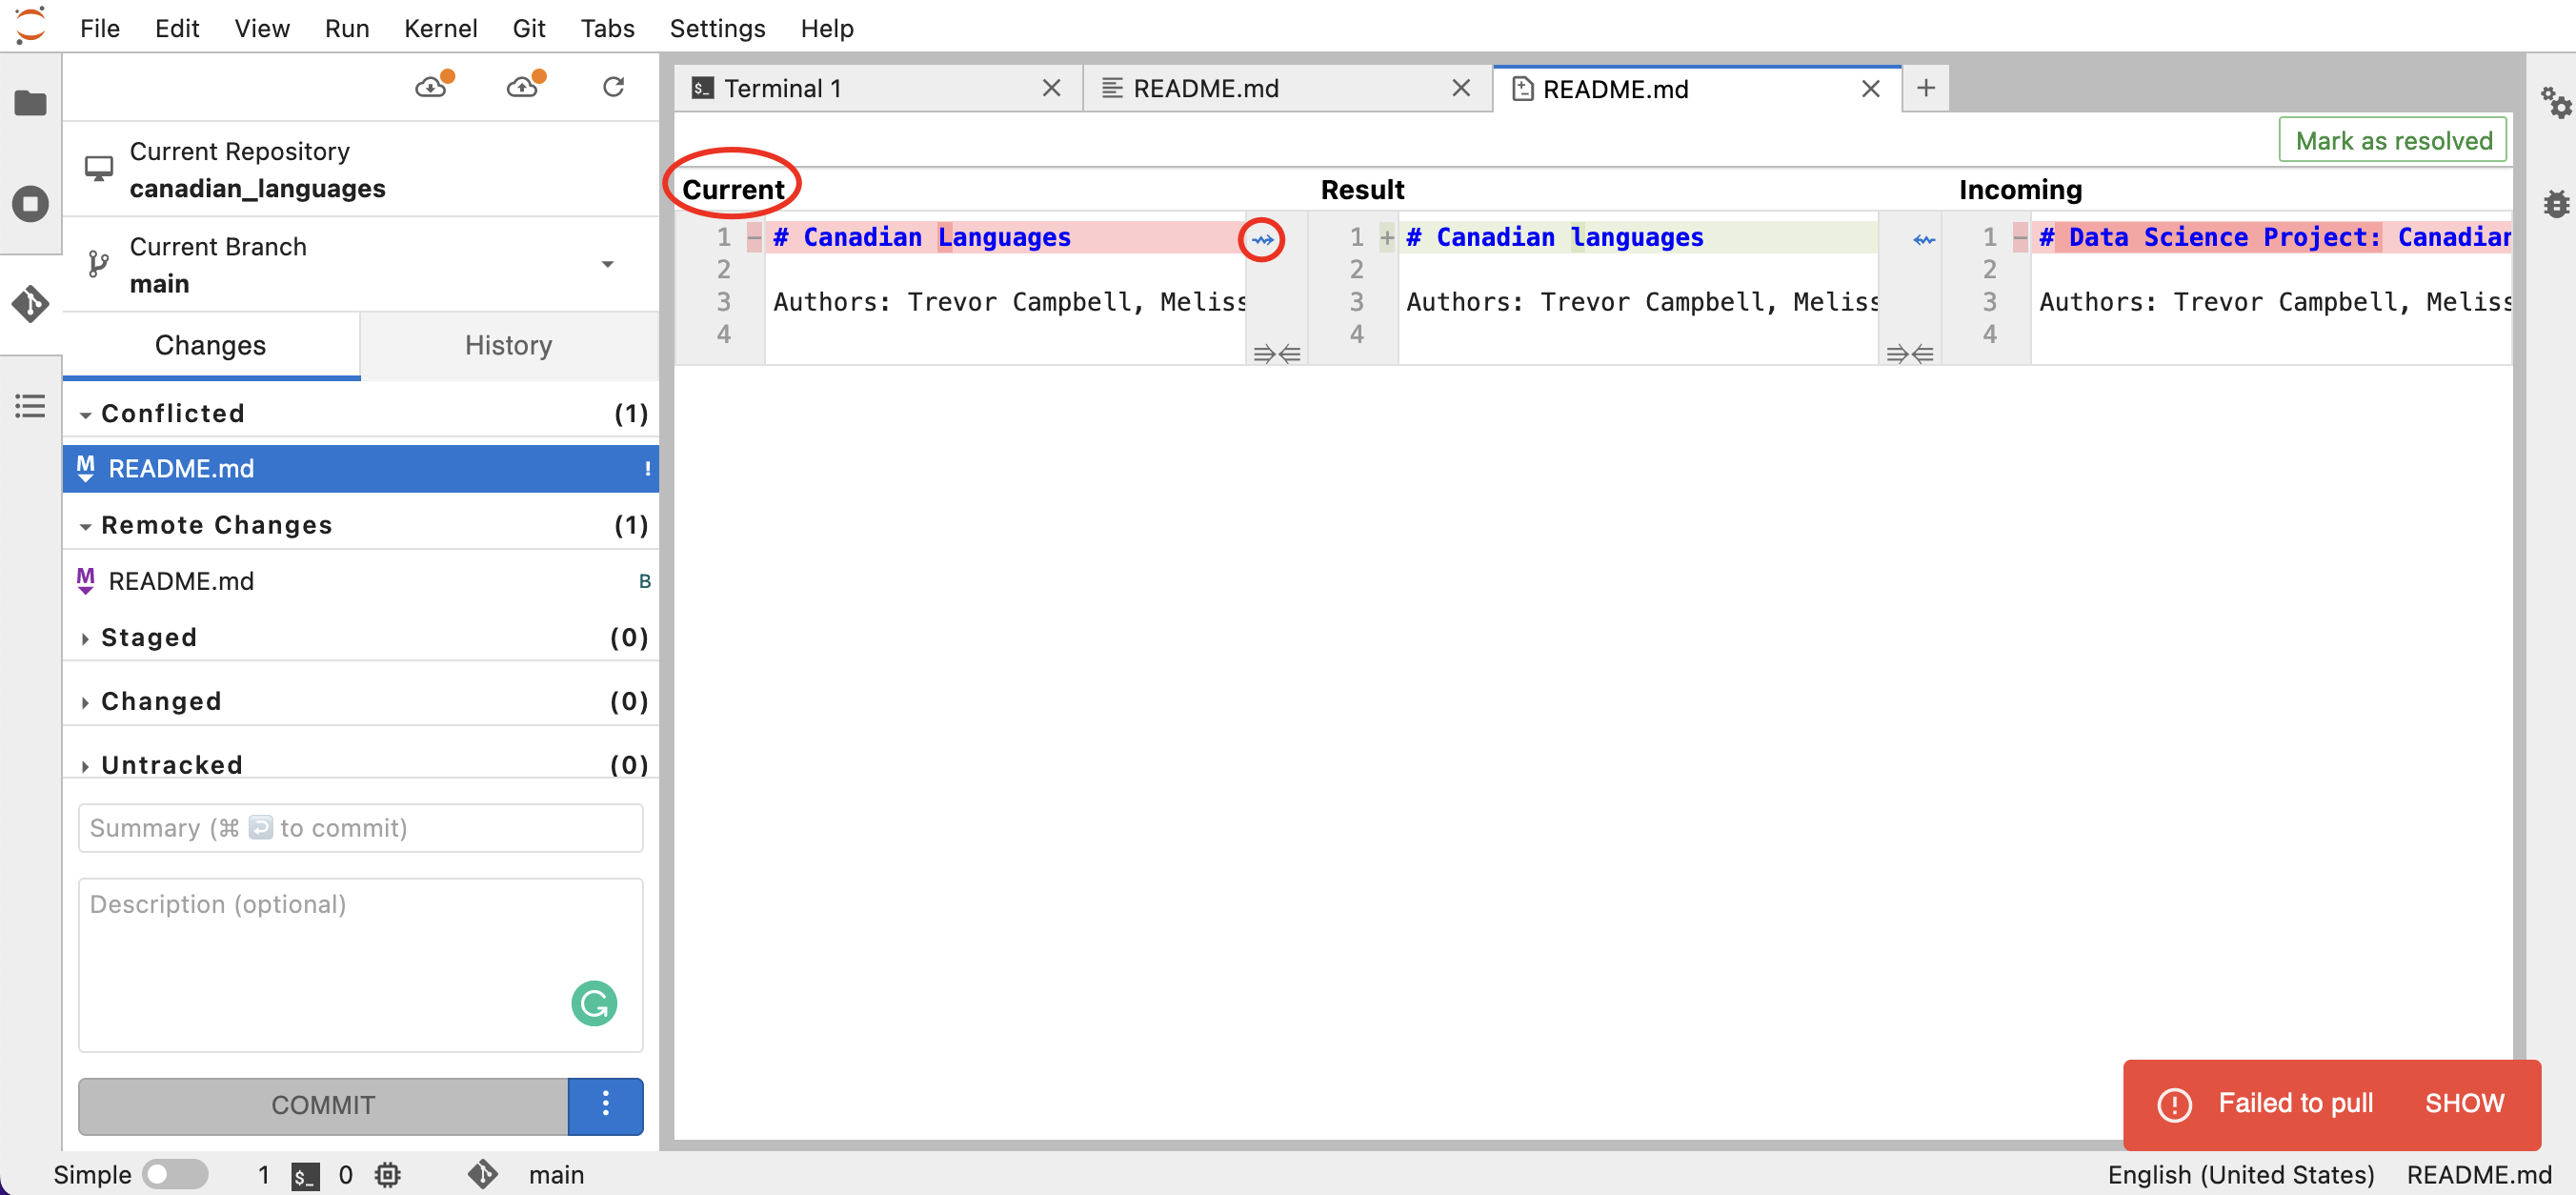 File Edit View Run Kernel Git Tabs Settings Help
Terminal 1
README.md
README.md
Mark as resolved
Current Repository
canadian_languages
Current Branch
main
Changes History
Conflicted (1)
README.md !
Remote Changes (1)
README.md B
Staged (0)
Changed (0)
Untracked (0)
Summary (⌘ to commit)
Description (optional)
COMMIT
Current Result Incoming
1 - # Canadian Languages
2
3 Authors: Trevor Campbell, Meliss
4
1 + # Canadian languages
2
3 Authors: Trevor Campbell, Meliss
4
1 - # Data Science Project: Canadian
2
3 Authors: Trevor Campbell, Meliss
4
Failed to pull SHOW
Simple 1 $_ 0 main English (United States) README.md